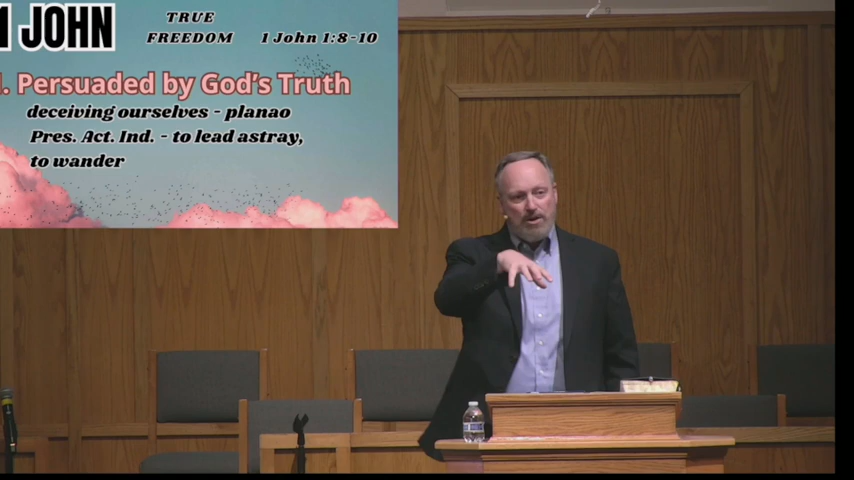 1 JOHN
TRUE
FREEDOM
1 John 1:8-10
I. Persuaded by God's Truth
deceiving ourselves - planao
Pres. Act. Ind. - to lead astray,
to wander